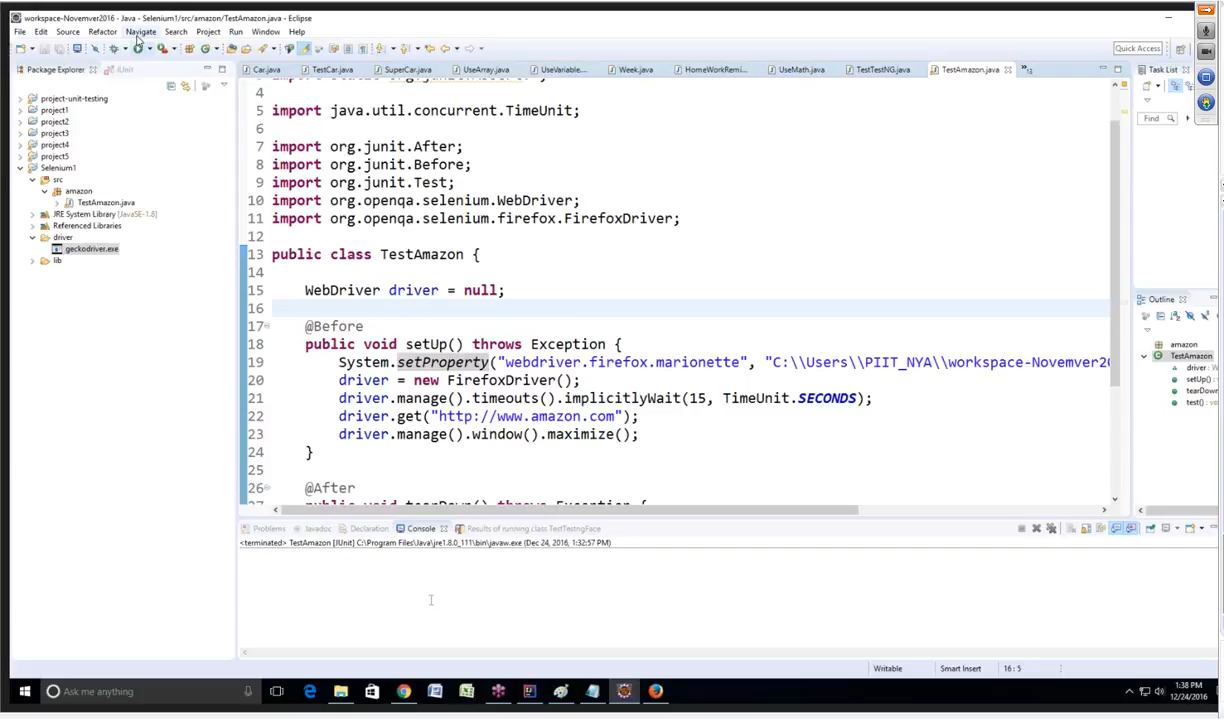 workspace-Novemver2016 - Java - Selenium1/src/amazon/TestAmazon.java - Eclipse
File Edit Source Refactor Navigate Search Project Run Window Help
Quick Access
Package Explorer JUnit
Car.java TestCar.java SuperCar.java UseArray.java UseVariable... Week.java HomeWorkRemi... UseMath.java TestTestNG.java TestAmazon.java
Task List
Find
project-unit-testing
project1
project2
project3
project4
project5
Selenium1
src
amazon
TestAmazon.java
JRE System Library [JavaSE-1.8]
Referenced Libraries
driver
geckodriver.exe
lib
4
5 import java.util.concurrent.TimeUnit;
6
7 import org.junit.After;
8 import org.junit.Before;
9 import org.junit.Test;
10 import org.openqa.selenium.WebDriver;
11 import org.openqa.selenium.firefox.FirefoxDriver;
12
13 public class TestAmazon {
14
15 WebDriver driver = null;
16
17 @Before
18 public void setUp() throws Exception {
19 System.setProperty("webdriver.firefox.marionette", "C:\\Users\\PIIT_NYA\\workspace-Novemver20
20 driver = new FirefoxDriver();
21 driver.manage().timeouts().implicitlyWait(15, TimeUnit.SECONDS);
22 driver.get("http://www.amazon.com");
23 driver.manage().window().maximize();
24 }
25
26 @After
Outline
amazon
TestAmazon
driver : W
setUp() :
tearDown
test() : v
Problems Javadoc Declaration Console Results of running class TestTestngFace
<terminated> TestAmazon [JUnit] C:\Program Files\Java\jre1.8.0_111\bin\javaw.exe (Dec 24, 2016, 1:32:57 PM)
Writable Smart Insert 16 : 5
Ask me anything
1:38 PM
12/24/2016